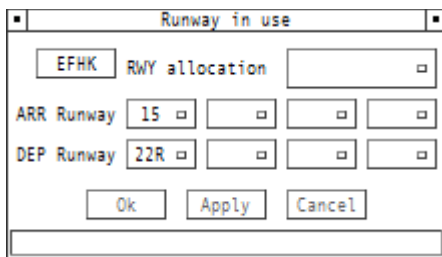 Runway in use
EFHK RWY allocation
ARR Runway 15
DEP Runway 22R
Ok Apply Cancel